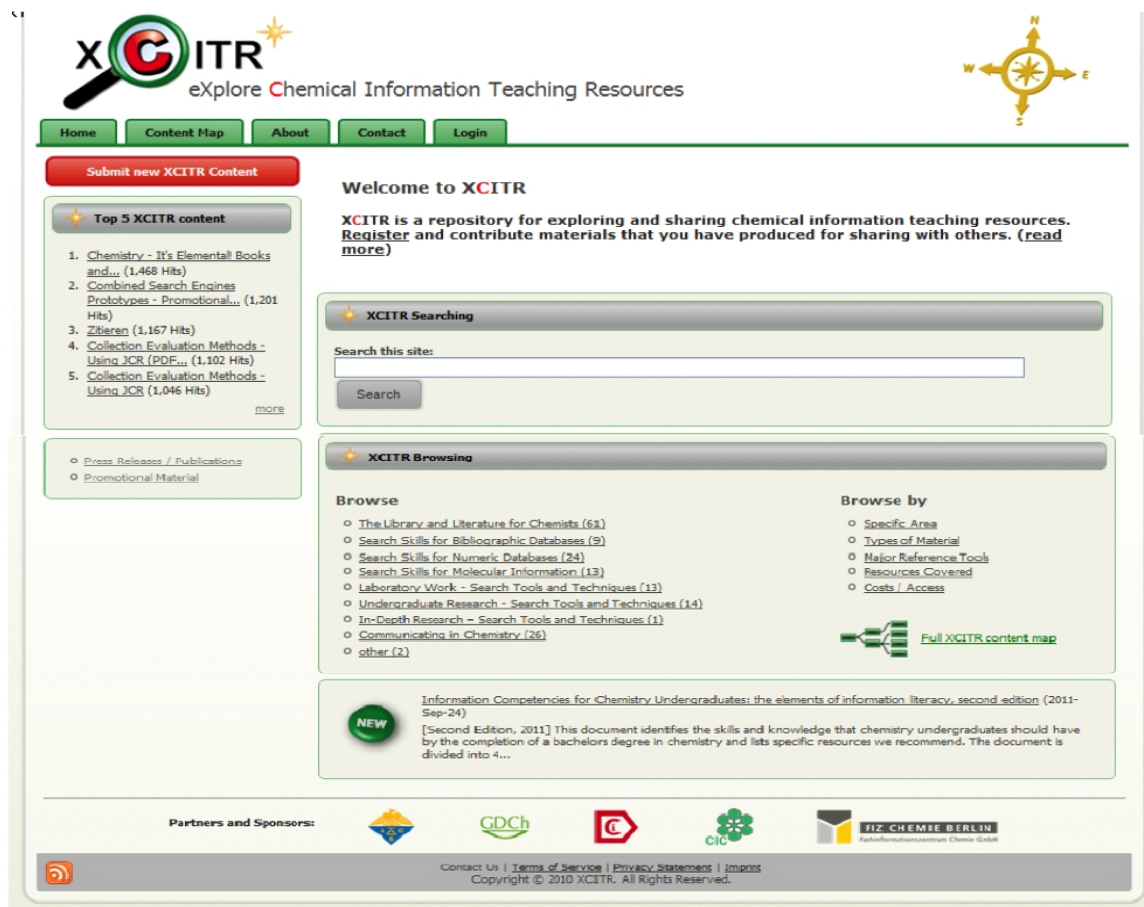 XCITR
eXplore Chemical Information Teaching Resources
N
W
E
S
Home
Content Map
About
Contact
Login
Submit new XCITR Content
Top 5 XCITR content
1. Chemistry - It's Elemental! Books
and... (1,468 Hits)
2. Combined Search Engines
Prototypes - Promotional... (1,201
Hits)
3. Zitieren (1,167 Hits)
4. Collection Evaluation Methods -
Using JCR (PDF... (1,102 Hits)
5. Collection Evaluation Methods -
Using JCR (1,046 Hits)
more
Press Releases / Publications
Promotional Material
Welcome to XCITR
XCITR is a repository for exploring and sharing chemical information teaching resources.
Register and contribute materials that you have produced for sharing with others. (read
more)
XCITR Searching
Search this site:
Search
XCITR Browsing
Browse
The Library and Literature for Chemists (61)
Search Skills for Bibliographic Databases (9)
Search Skills for Numeric Databases (24)
Search Skills for Molecular Information (13)
Laboratory Work - Search Tools and Techniques (13)
Undergraduate Research - Search Tools and Techniques (14)
In-Depth Research – Search Tools and Techniques (1)
Communicating in Chemistry (26)
other (2)
Browse by
Specific Area
Types of Material
Major Reference Tools
Resources Covered
Costs / Access
Full XCITR content map
NEW
Information Competencies for Chemistry Undergraduates: the elements of information literacy, second edition (2011-
Sep-24)
[Second Edition, 2011] This document identifies the skills and knowledge that chemistry undergraduates should have
by the completion of a bachelors degree in chemistry and lists specific resources we recommend. The document is
divided into 4...
Partners and Sponsors:
ACS
GDCh
CIC
FIZ CHEMIE BERLIN
Fachinformationszentrum Chemie GmbH
Contact Us | Terms of Service | Privacy Statement | Imprint
Copyright © 2010 XCITR. All Rights Reserved.